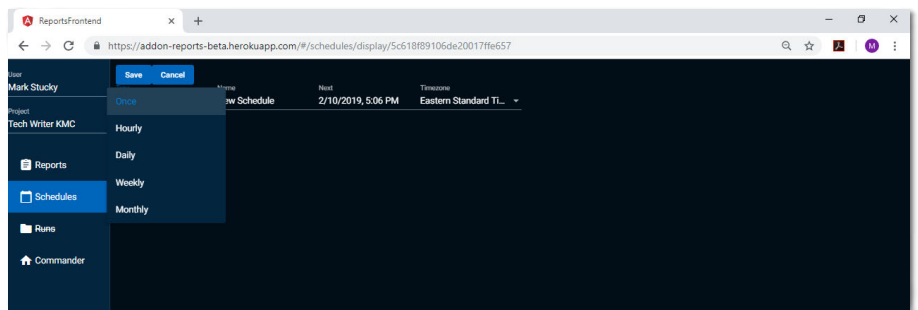 ReportsFrontend
https://addon-reports-beta.herokuapp.com/#/schedules/display/5c618f89106de20017ffe657
M
User
Mark Stucky
Project
Tech Writer KMC
Reports
Schedules
Runs
Commander
Save Cancel
Name Next Timezone
ew Schedule 2/10/2019, 5:06 PM Eastern Standard Ti...
Once
Hourly
Daily
Weekly
Monthly